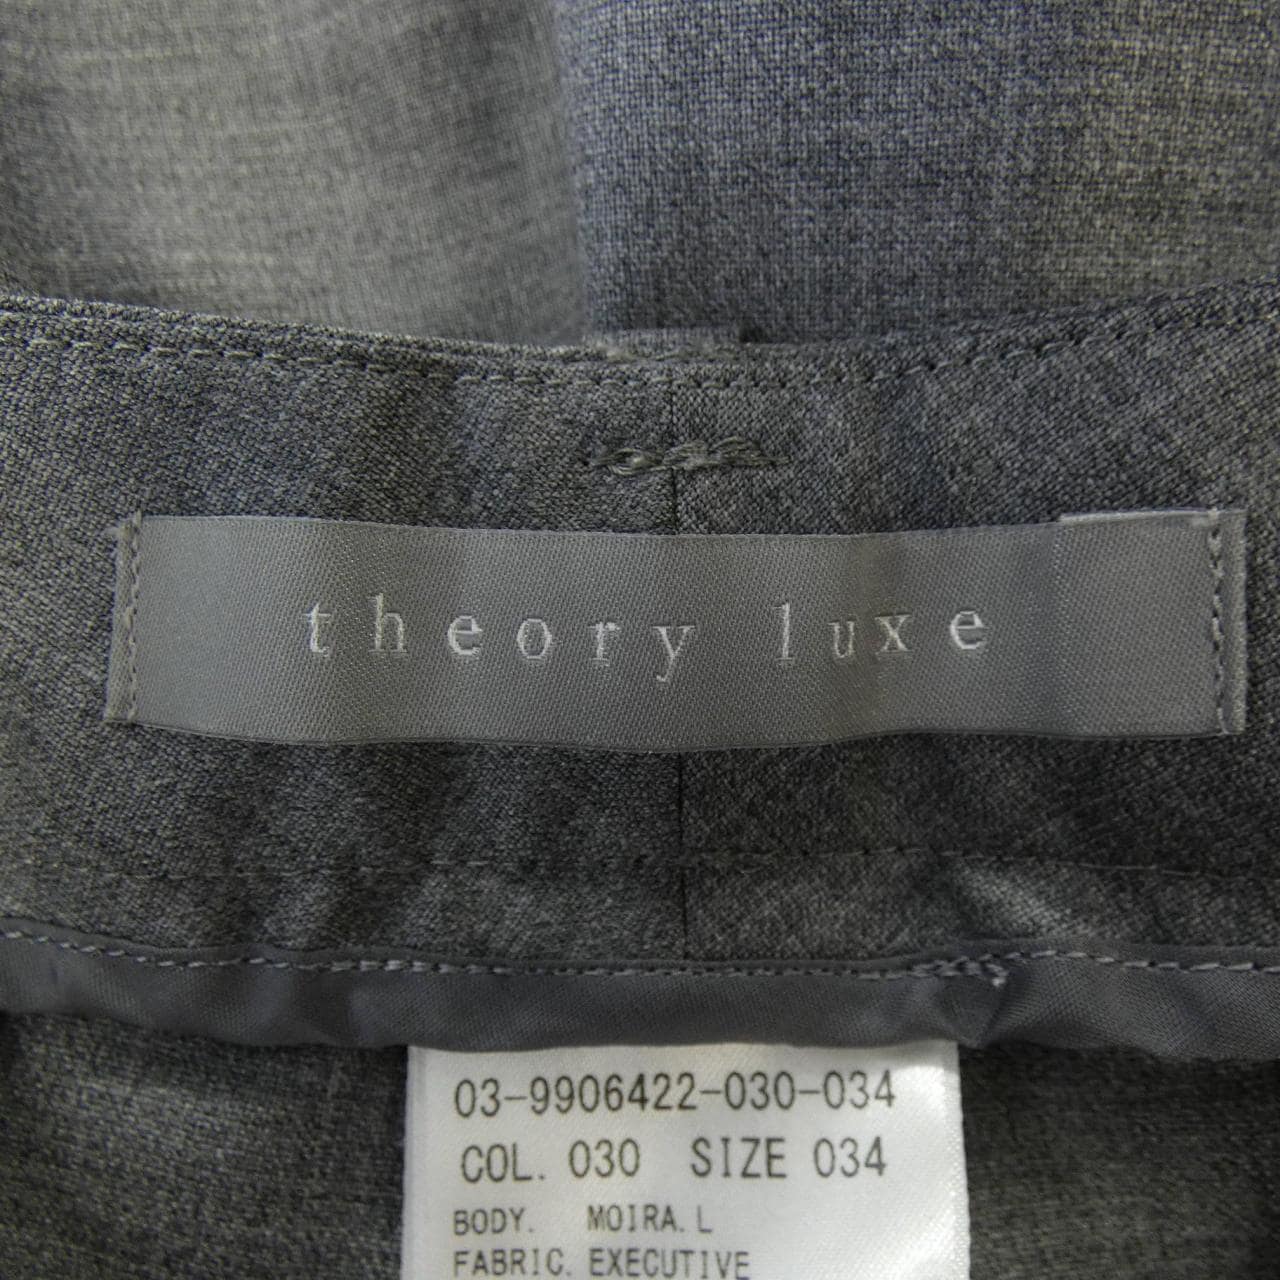 theory luxe
03-9906422-030-034
COL. 030 SIZE 034
BODY. MOIRA.L
FABRIC. EXECUTIVE